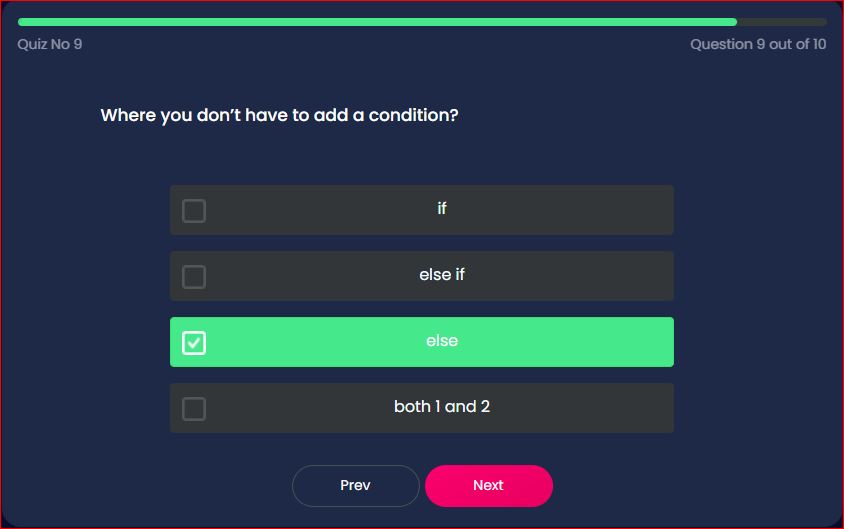 Quiz No 9
Question 9 out of 10
Where you don’t have to add a condition?
if
else if
else
both 1 and 2
Prev
Next